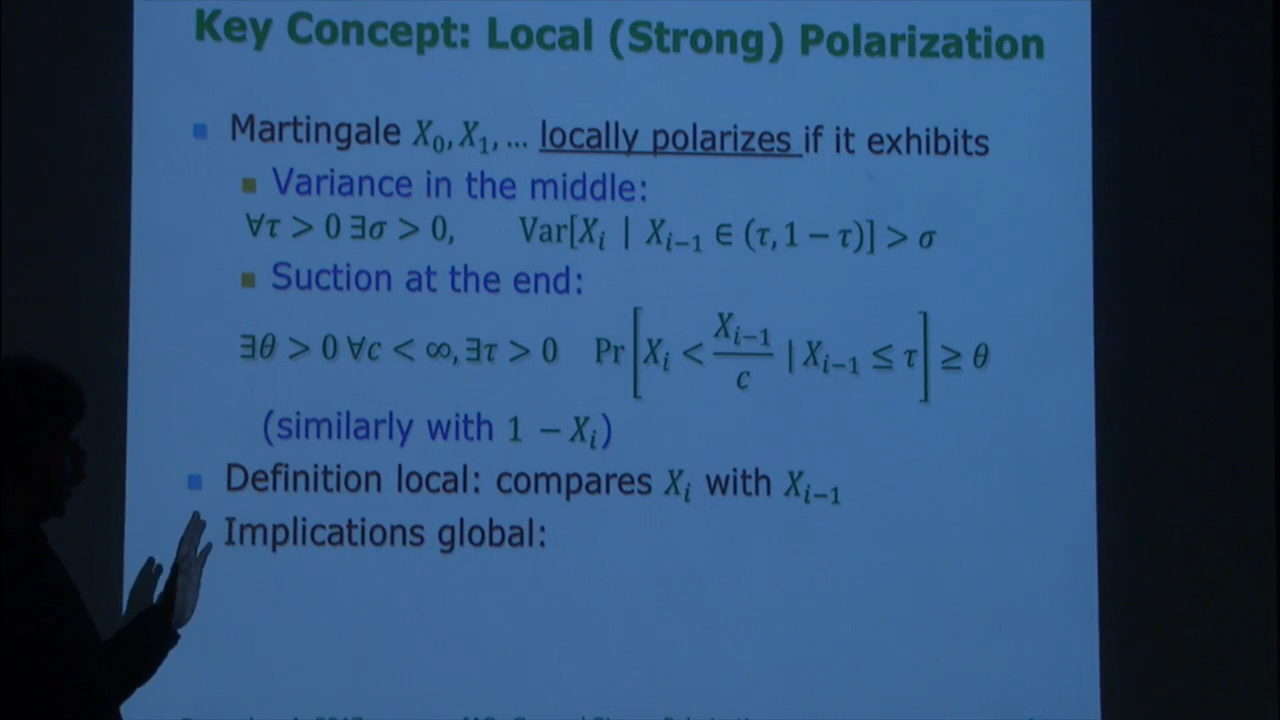 Key Concept: Local (Strong) Polarization
Martingale X₀, X₁, … locally polarizes if it exhibits
Variance in the middle:
∀τ > 0 ∃σ > 0, Var[Xᵢ | Xᵢ₋₁ ∈ (τ, 1 − τ)] > σ
Suction at the end:
∃θ > 0 ∀c < ∞, ∃τ > 0 Pr[Xᵢ < Xᵢ₋₁/c | Xᵢ₋₁ ≤ τ] ≥ θ
(similarly with 1 − Xᵢ)
Definition local: compares Xᵢ with Xᵢ₋₁
Implications global: